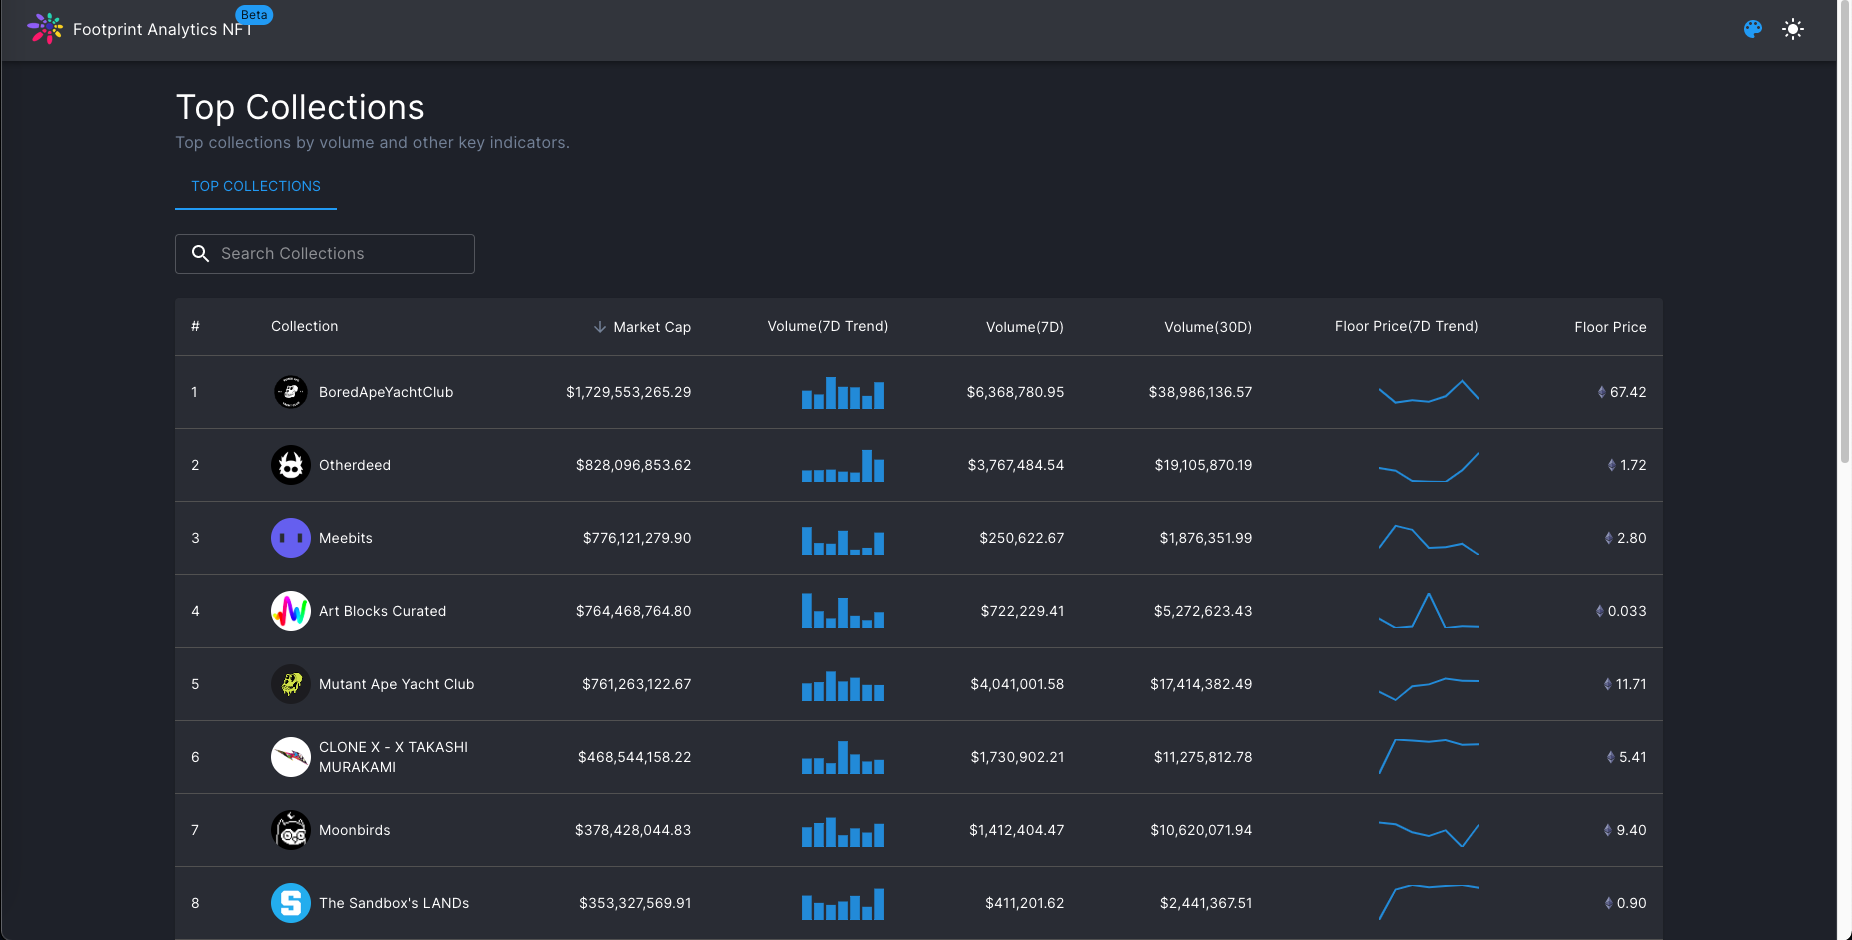 Footprint Analytics NFT
Beta
Top Collections
Top collections by volume and other key indicators.
TOP COLLECTIONS
Search Collections
# Collection Market Cap Volume(7D Trend) Volume(7D) Volume(30D) Floor Price(7D Trend) Floor Price
1 BoredApeYachtClub $1,729,553,265.29 $6,368,780.95 $38,986,136.57 67.42
2 Otherdeed $828,096,853.62 $3,767,484.54 $19,105,870.19 1.72
3 Meebits $776,121,279.90 $250,622.67 $1,876,351.99 2.80
4 Art Blocks Curated $764,468,764.80 $722,229.41 $5,272,623.43 0.033
5 Mutant Ape Yacht Club $761,263,122.67 $4,041,001.58 $17,414,382.49 11.71
6 CLONE X - X TAKASHI
MURAKAMI $468,544,158.22 $1,730,902.21 $11,275,812.78 5.41
7 Moonbirds $378,428,044.83 $1,412,404.47 $10,620,071.94 9.40
8 The Sandbox's LANDs $353,327,569.91 $411,201.62 $2,441,367.51 0.90